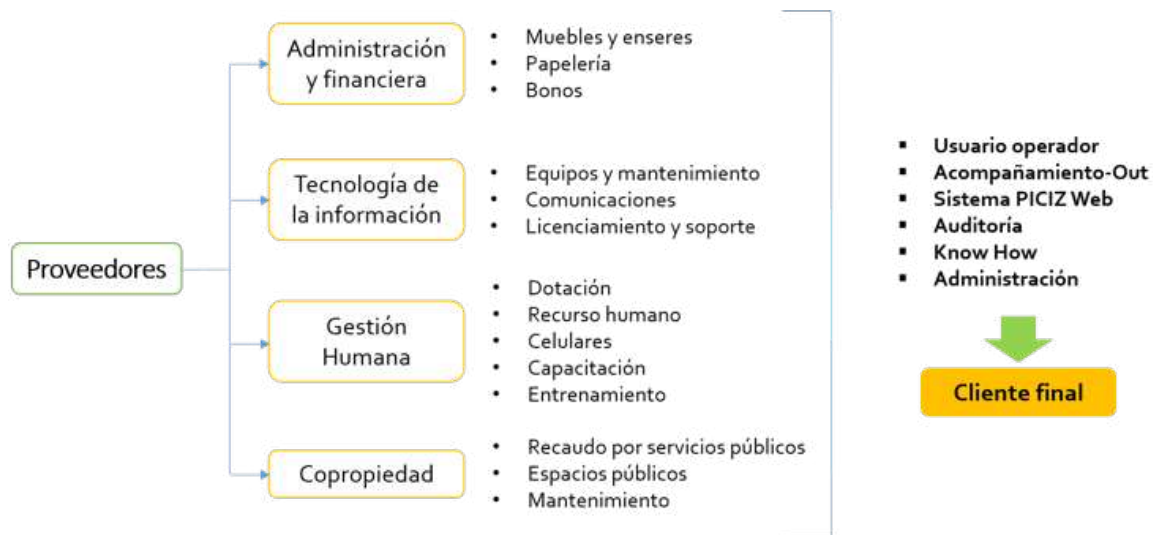 Proveedores
Administración
y financiera
• Muebles y enseres
• Papelería
• Bonos
Tecnología de
la información
• Equipos y mantenimiento
• Comunicaciones
• Licenciamiento y soporte
Gestión
Humana
• Dotación
• Recurso humano
• Celulares
• Capacitación
• Entrenamiento
Copropiedad
• Recaudo por servicios públicos
• Espacios públicos
• Mantenimiento
▪ Usuario operador
▪ Acompañamiento-Out
▪ Sistema PICIZ Web
▪ Auditoría
▪ Know How
▪ Administración
Cliente final